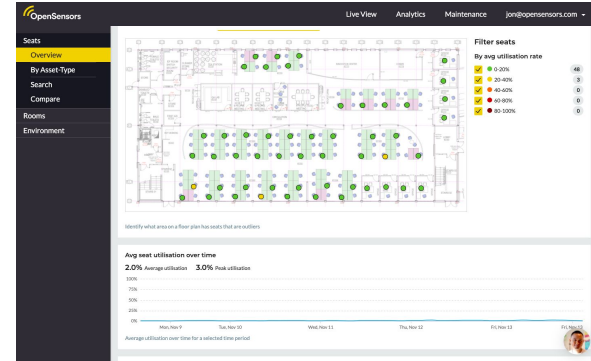 OpenSensors
Live View Analytics Maintenance jon@opensensors.com
Seats
Overview
By Asset-Type
Search
Compare
Rooms
Environment
Filter seats
By avg utilisation rate
0-20% 48
20-40% 3
40-60% 0
60-80% 0
80-100% 0
Identify what area on a floor plan has seats that are outliers
Avg seat utilisation over time
2.0% Average utilisation 3.0% Peak utilisation
100%
75%
50%
25%
0%
Mon, Nov 9 Tue, Nov 10 Wed, Nov 11 Thu, Nov 12 Fri, Nov 13 Fri, Nov
Average utilisation over time for a selected time period